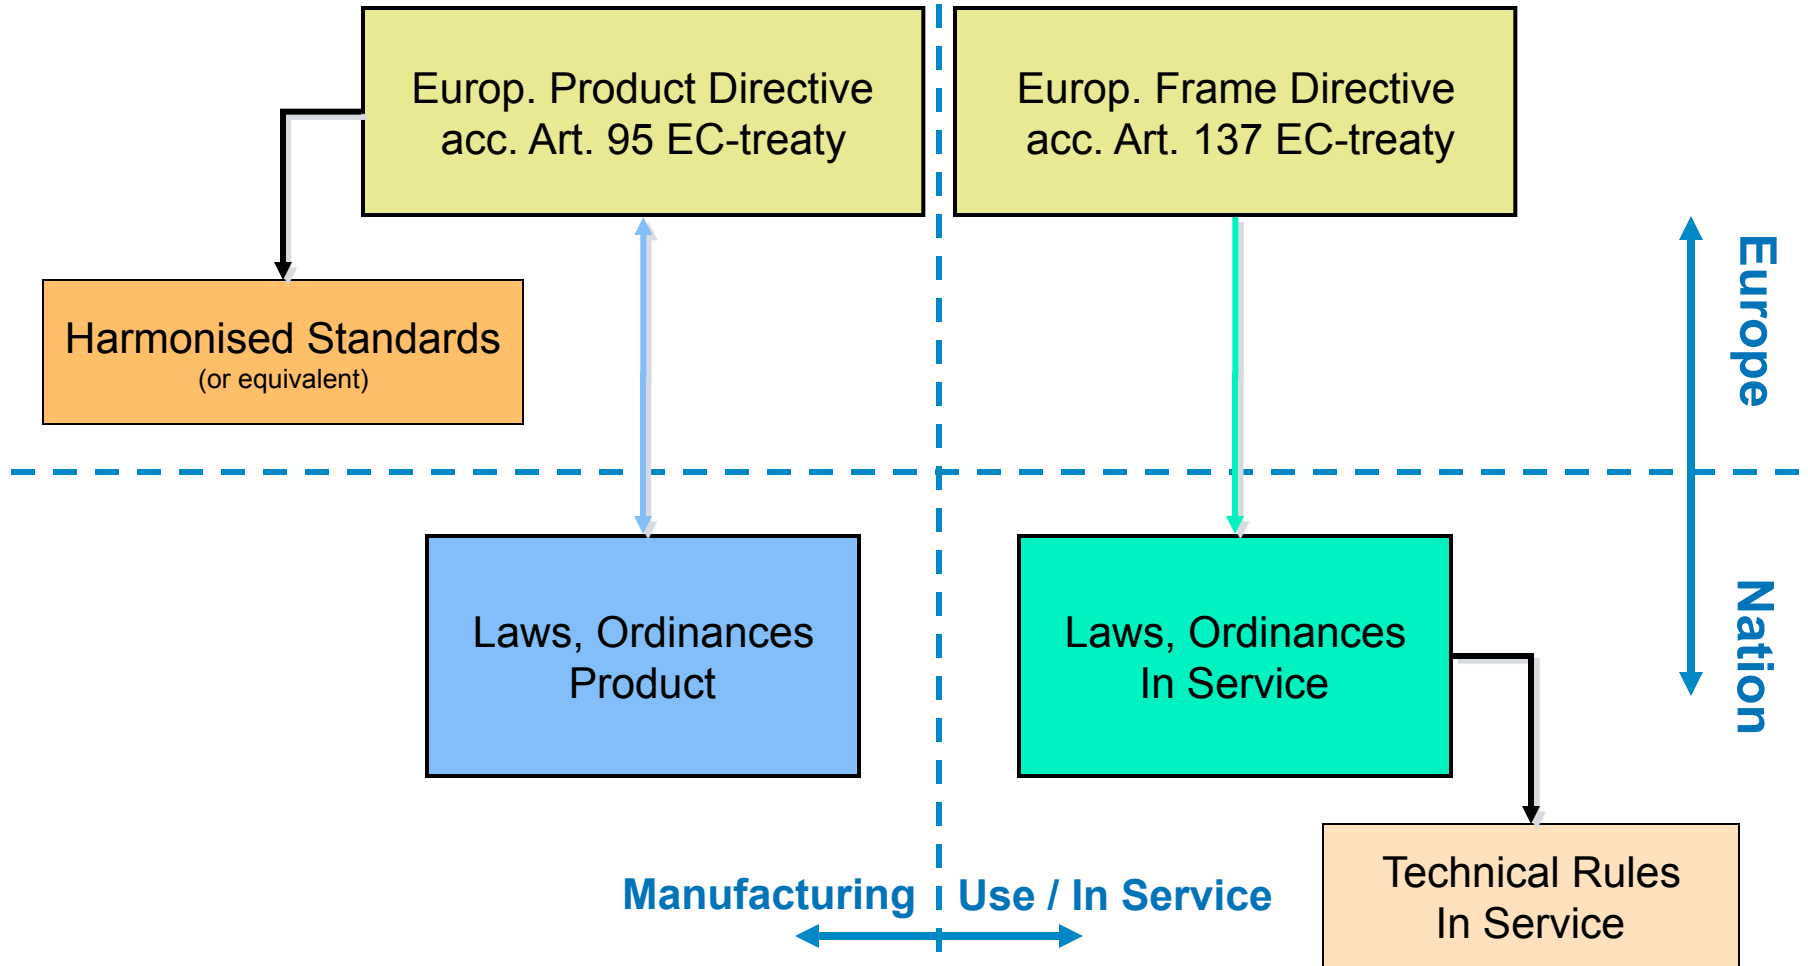 Europ. Product Directive
acc. Art. 95 EC-treaty
Europ. Frame Directive
acc. Art. 137 EC-treaty
Europe
Harmonised Standards
(or equivalent)
Laws, Ordinances
Product
Laws, Ordinances
In Service
Nation
Manufacturing
Use / In Service
Technical Rules
In Service